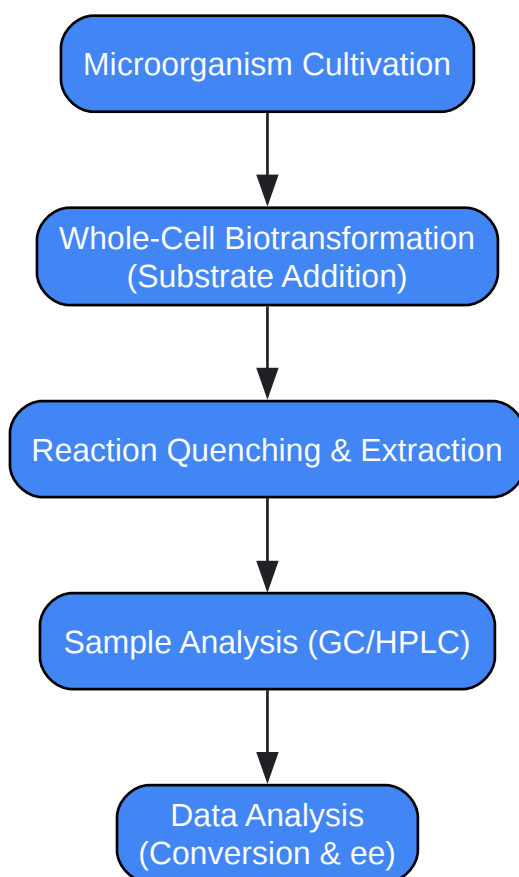 Microorganism Cultivation
Whole-Cell Biotransformation
(Substrate Addition)
Reaction Quenching & Extraction
Sample Analysis (GC/HPLC)
Data Analysis
(Conversion & ee)